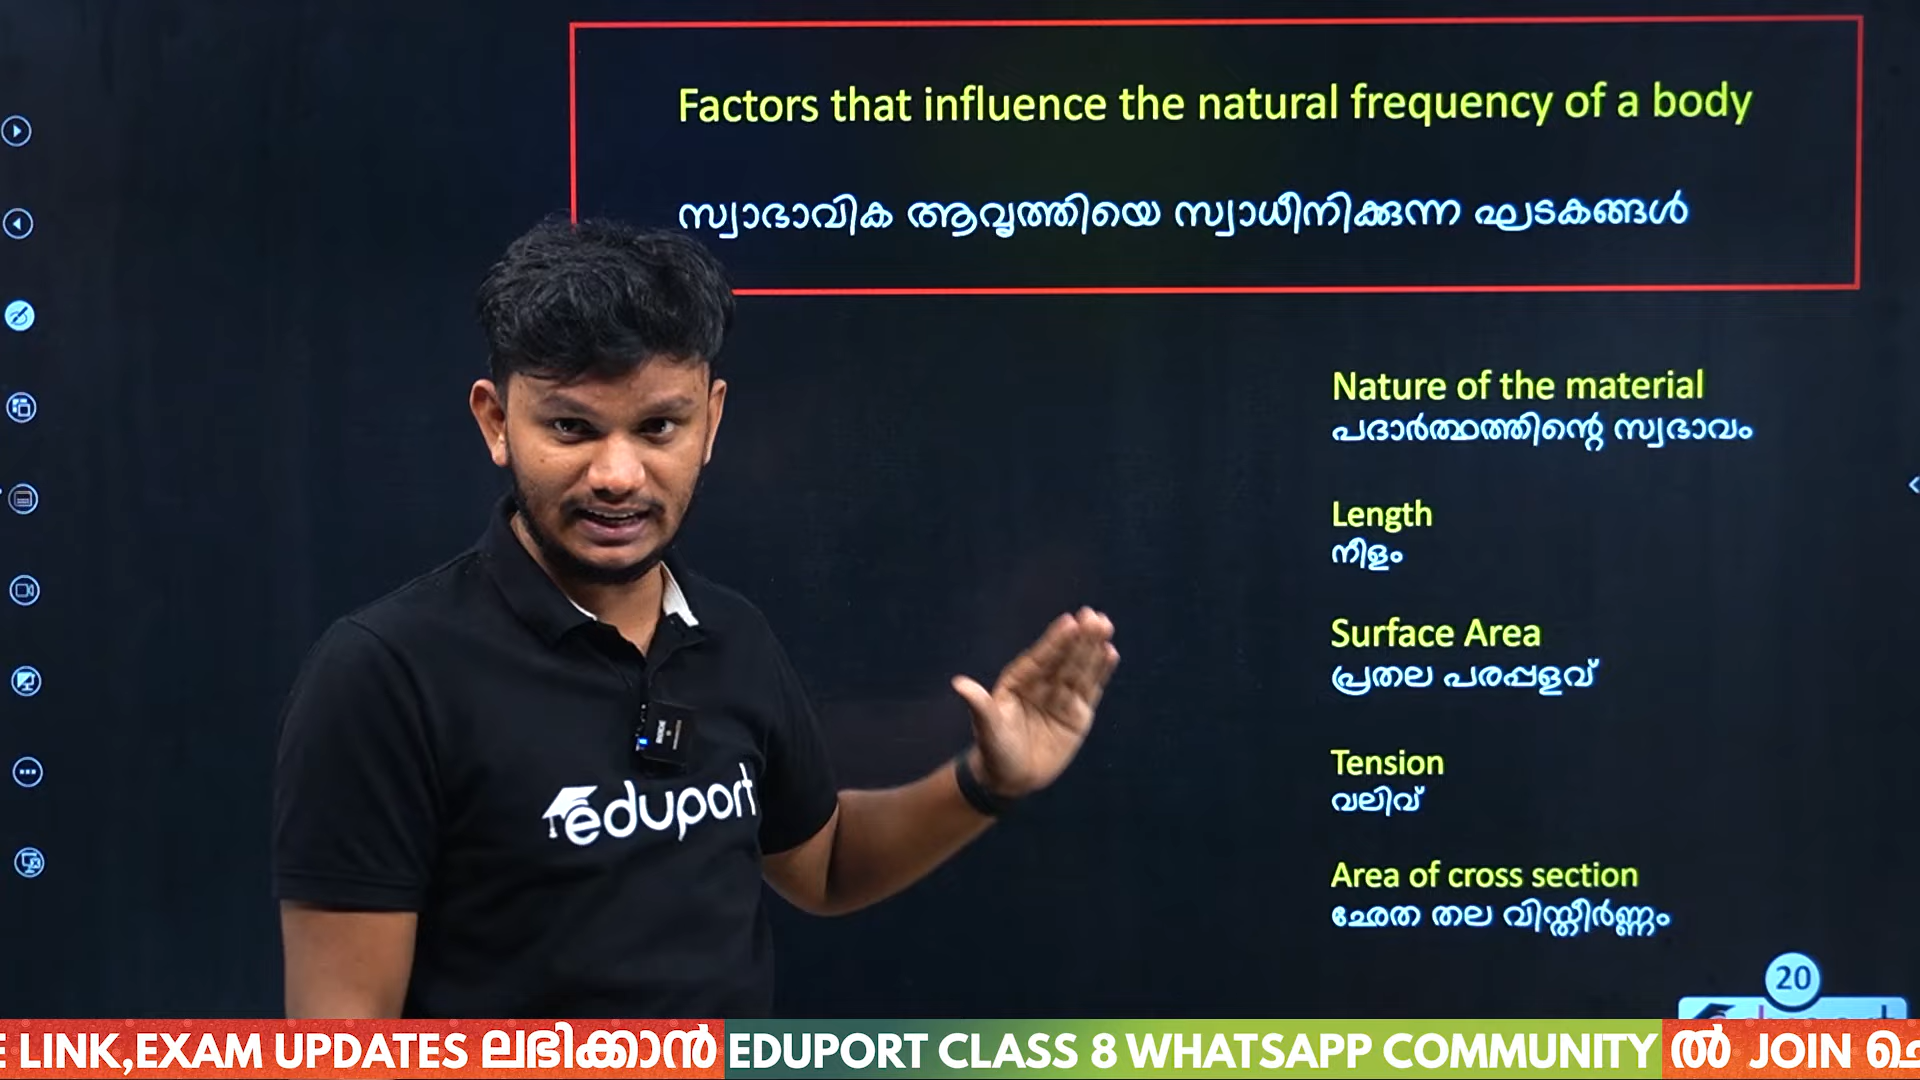 Factors that influence the natural frequency of a body
സ്വാഭാവിക ആവൃത്തിയെ സ്വാധീനിക്കുന്ന ഘടകങ്ങൾ
Nature of the material
പദാർത്ഥത്തിന്റെ സ്വഭാവം
Length
നീളം
Surface Area
പ്രതല പരപ്പളവ്
Tension
വലിവ്
Area of cross section
ഛേത തല വിസ്തീർണ്ണം
eduport
20
E LINK,EXAM UPDATES ലഭിക്കാൻ EDUPORT CLASS 8 WHATSAPP COMMUNITY ൽ JOIN ചെ